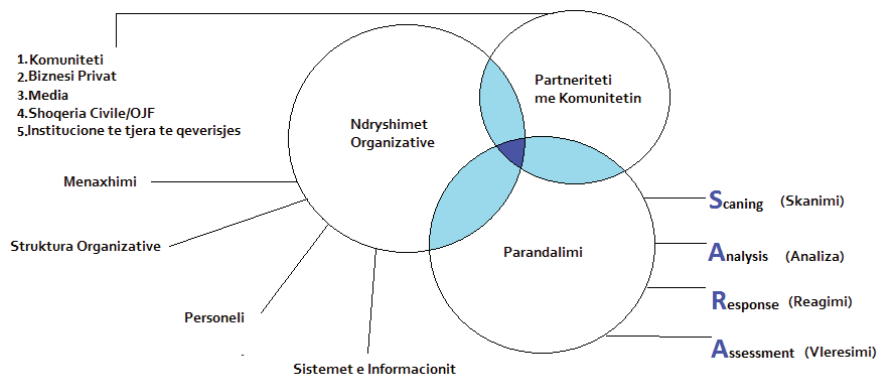 1. Komuniteti
2. Biznesi Privat
3. Media
4. Shoqeria Civile/OJF
5. Institucione te tjera te qeverisjes
Partneriteti
me Komunitetin
Ndryshimet
Organizative
Menaxhimi
Struktura Organizative
Personeli
Sistemet e Informacionit
Parandalimi
Scaning (Skanimi)
Analysis (Analiza)
Response (Reagimi)
Assessment (Vleresimi)